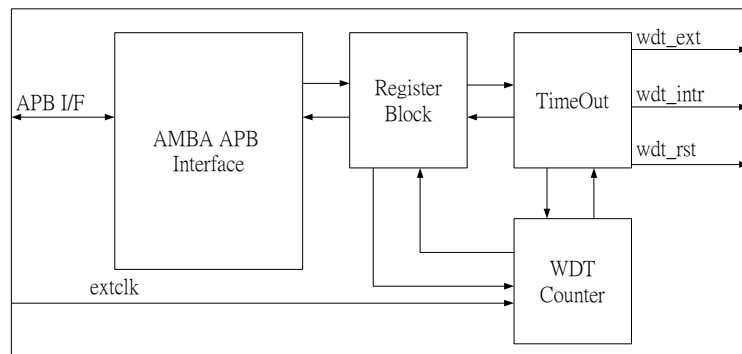 wdt_ext
APB I/F
AMBA APB
Interface
Register
Block
TimeOut
wdt_intr
wdt_rst
extclk
WDT
Counter